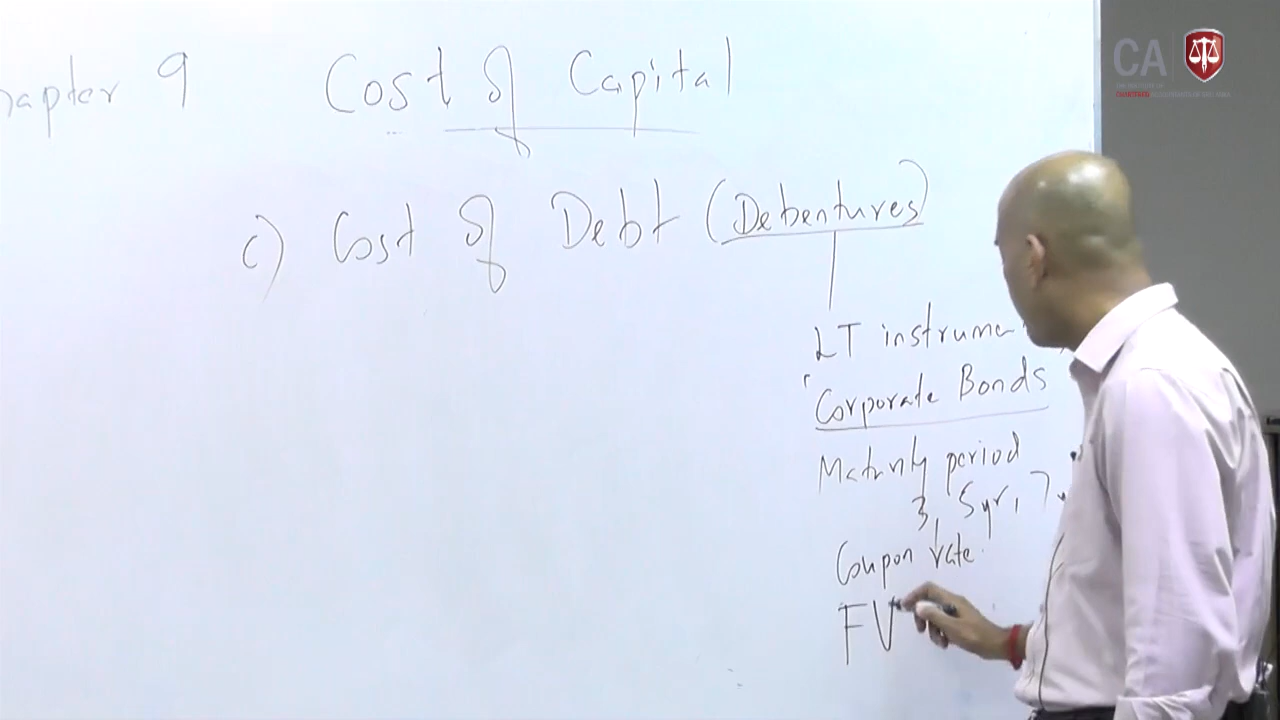 hapter 9 Cost of Capital
c) Cost of Debt (Debentures)
LT instrume
Corporate Bonds
Maturity period
3, 5yr, 7
Coupon rate
FV
CA